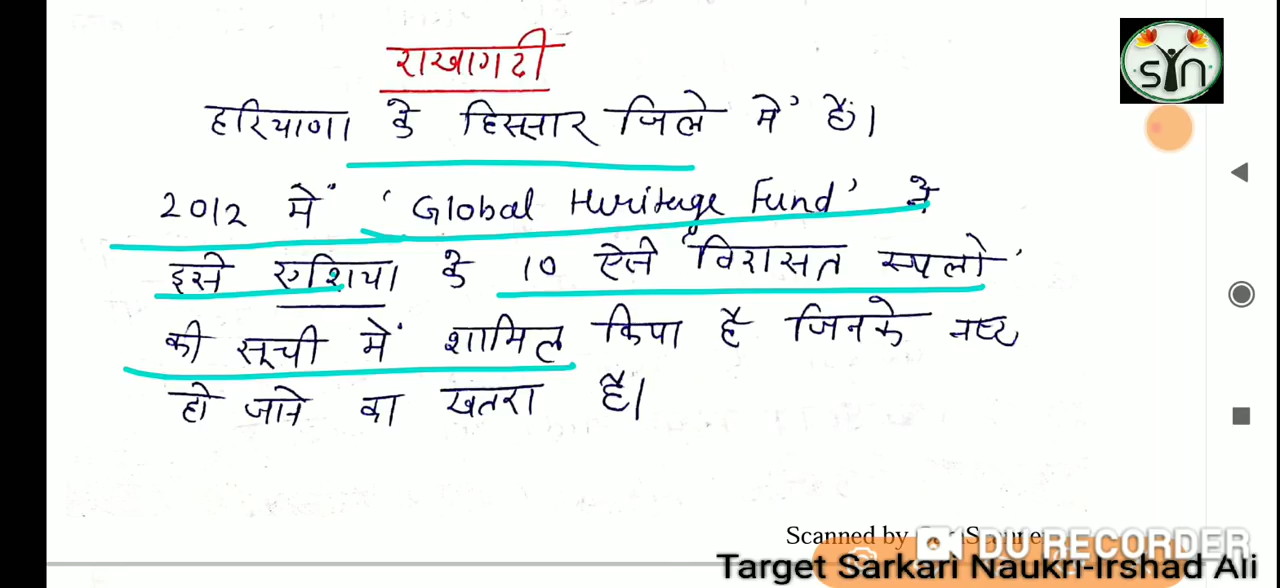 राखागढी
हरियाणा के हिस्सार जिले में है।
2012 में 'Global Heritage Fund' ने
इसे एशिया के 10 ऐसे "विरासत स्थलो"
की सूची में शामिल किया है जिनके नष्ट
हो जाने का खतरा है।
SYN
Scanned by
DU RECORDER
Target Sarkari Naukri-Irshad Ali